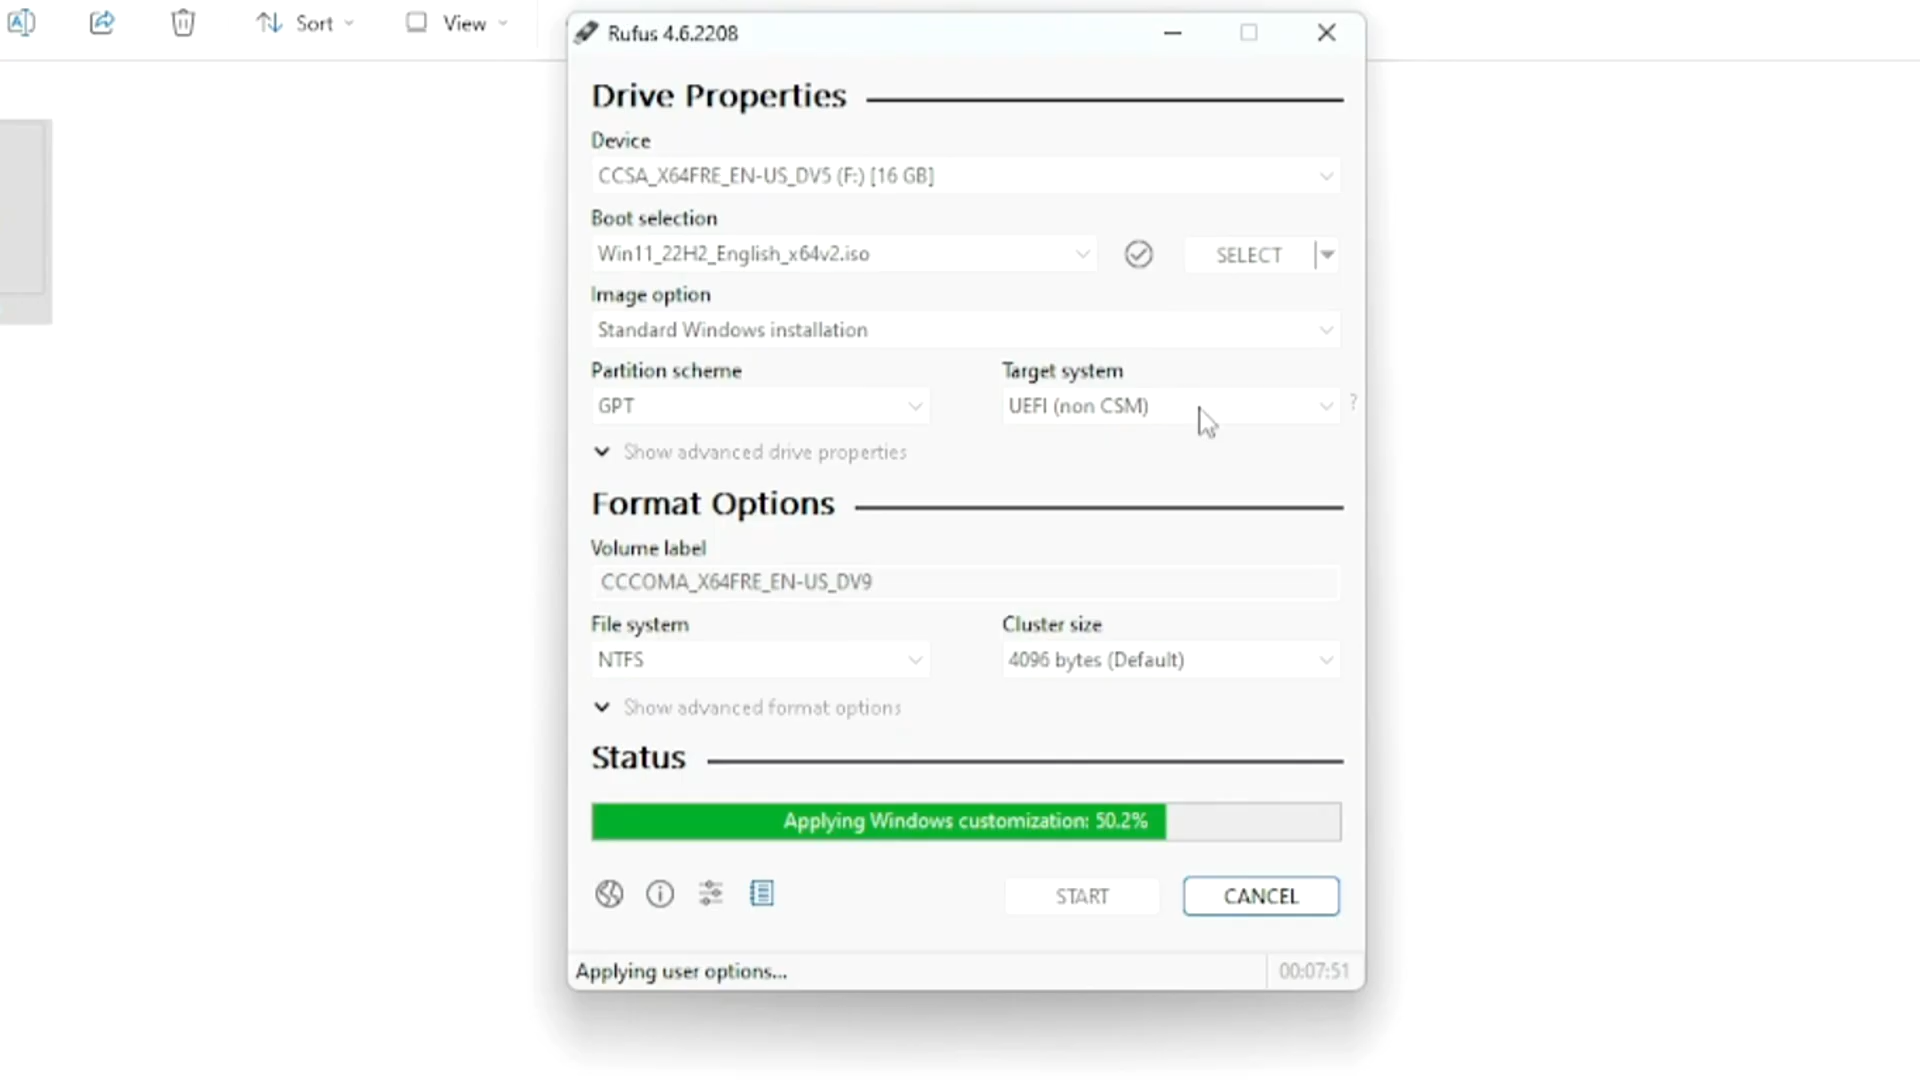 Sort
View
Rufus 4.6.2208
Drive Properties
Device
CCSA_X64FRE_EN-US_DV5 (F:) [16 GB]
Boot selection
Win11_22H2_English_x64v2.iso
SELECT
Image option
Standard Windows installation
Partition scheme
Target system
GPT
UEFI (non CSM)
?
Show advanced drive properties
Format Options
Volume label
CCCOMA_X64FRE_EN-US_DV9
File system
Cluster size
NTFS
4096 bytes (Default)
Show advanced format options
Status
Applying Windows customization: 50.2%
START
CANCEL
Applying user options...
00:07:51